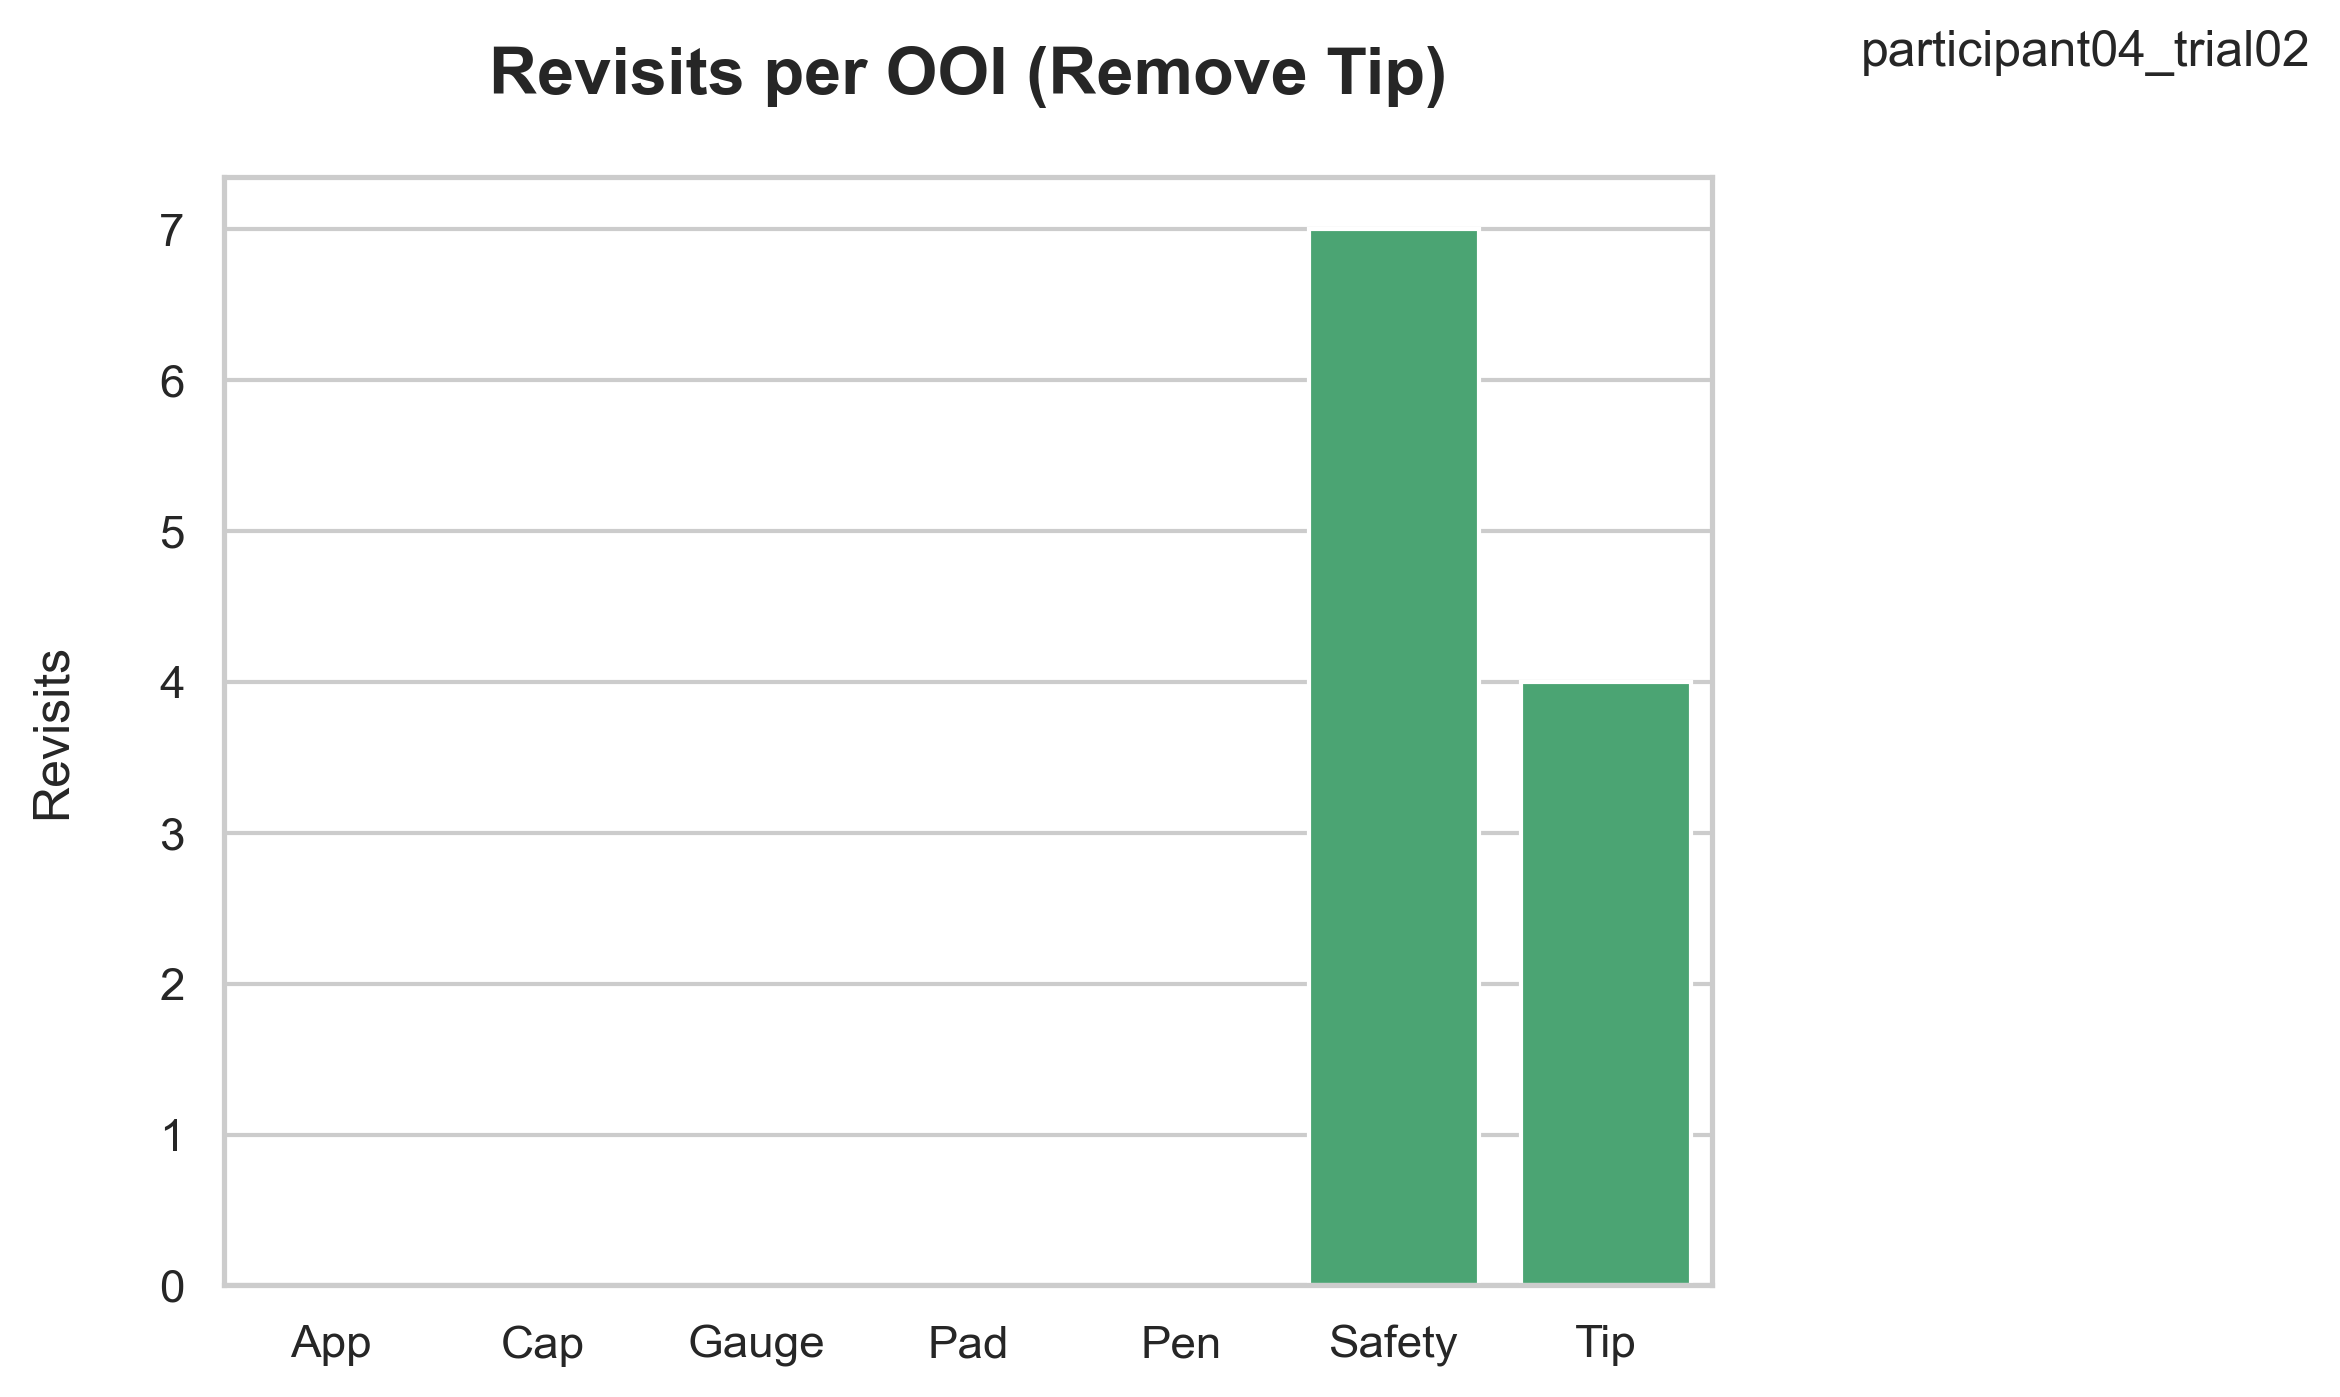 participant04_trial02
Revisits per OOI (Remove Tip)
Revisits
7
6
5
4
3
2
1
0
App Cap Gauge Pad Pen Safety Tip